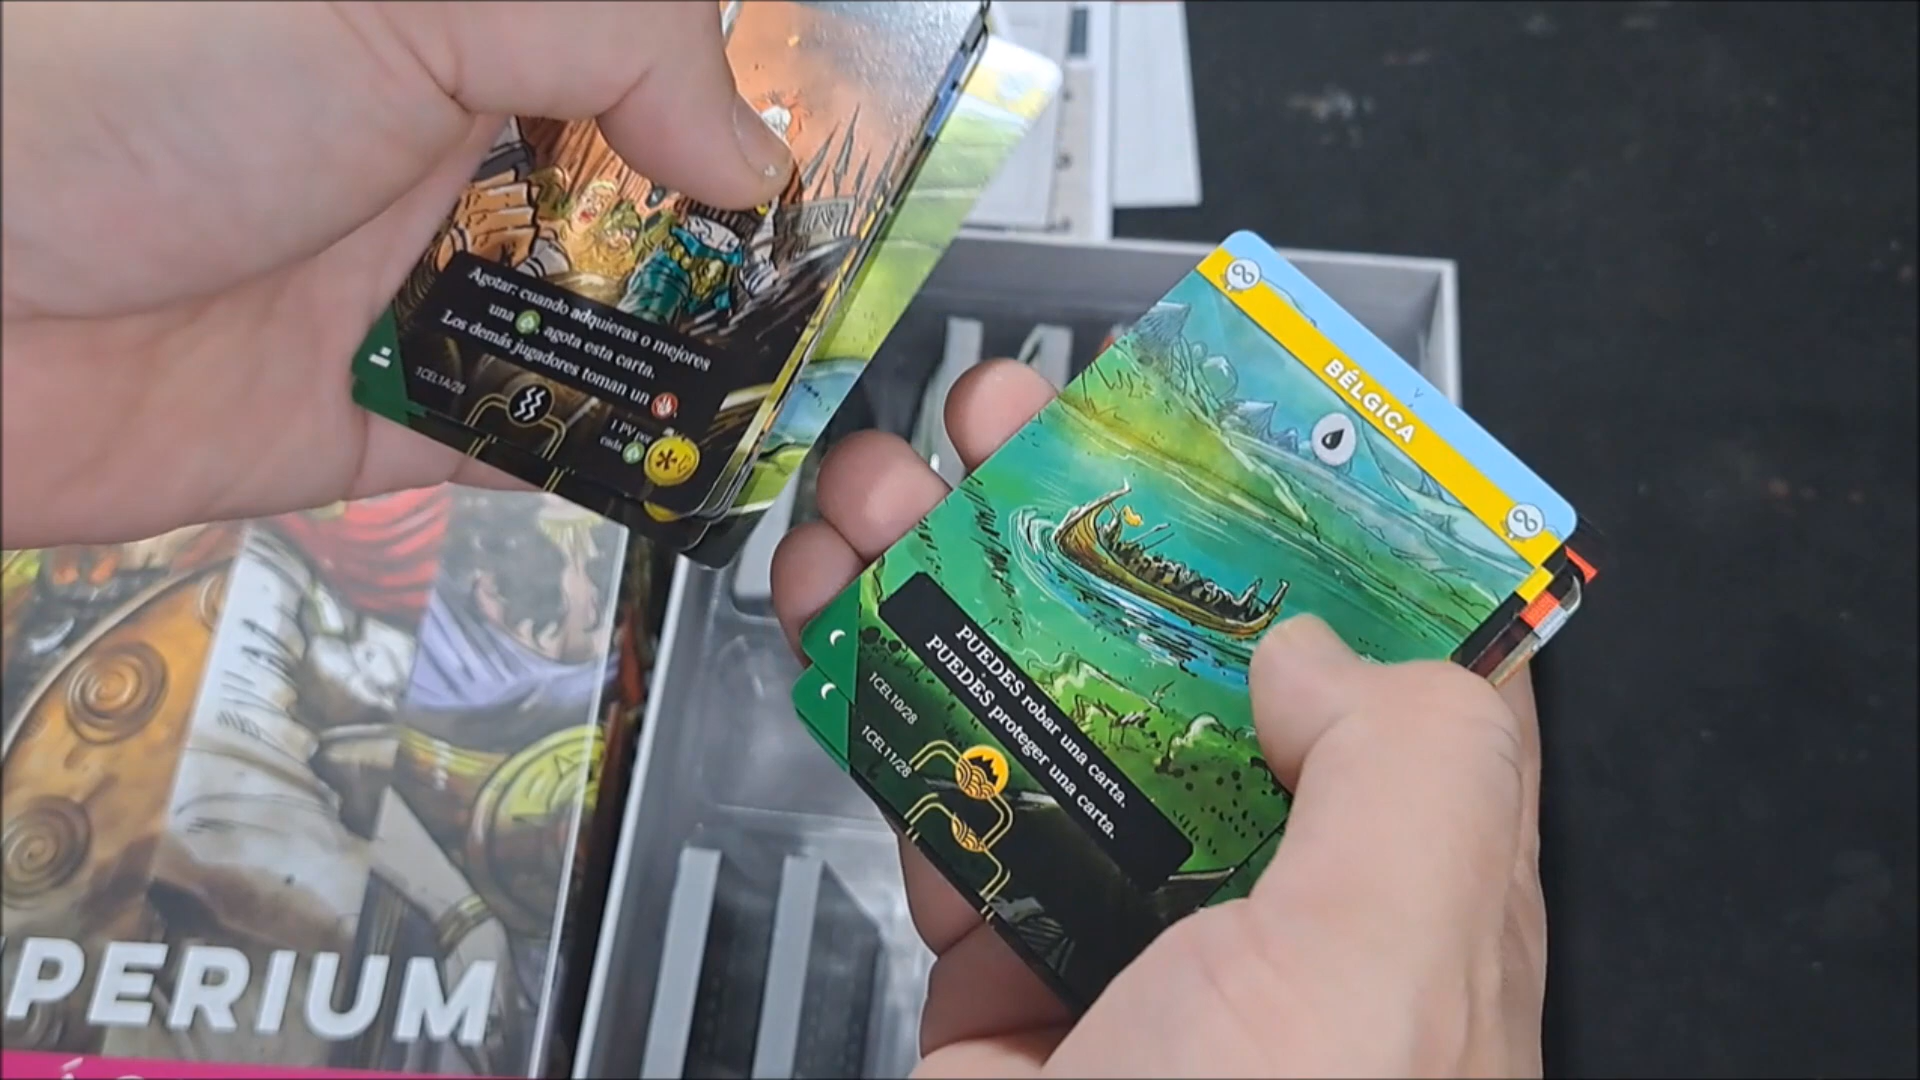 Agotar: cuando adquieras o mejores
una , agota esta carta.
Los demás jugadores toman un .
1CEL1A/28
1 PV por
cada
BÉLGICA
PUEDES robar una carta.
PUEDES proteger una carta.
1CEL10/28
1CEL11/28
PERIUM